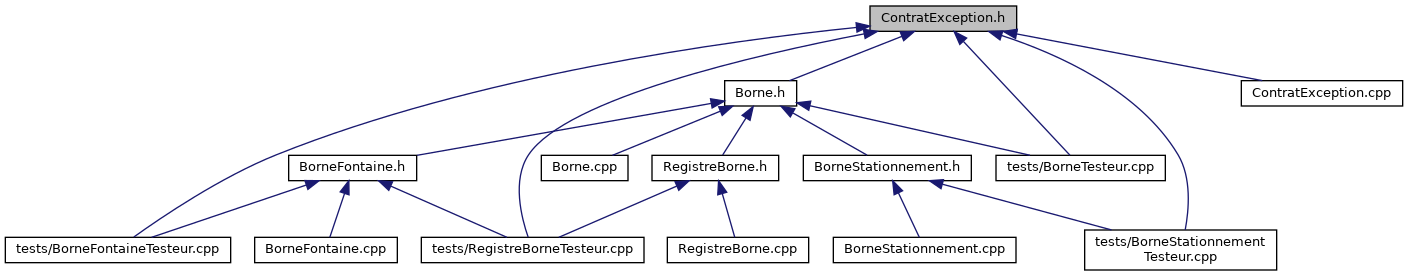 ContratException.h
Borne.h
ContratException.cpp
BorneFontaine.h
Borne.cpp
RegistreBorne.h
BorneStationnement.h
tests/BorneTesteur.cpp
tests/BorneFontaineTesteur.cpp
BorneFontaine.cpp
tests/RegistreBorneTesteur.cpp
RegistreBorne.cpp
BorneStationnement.cpp
tests/BorneStationnement
Testeur.cpp